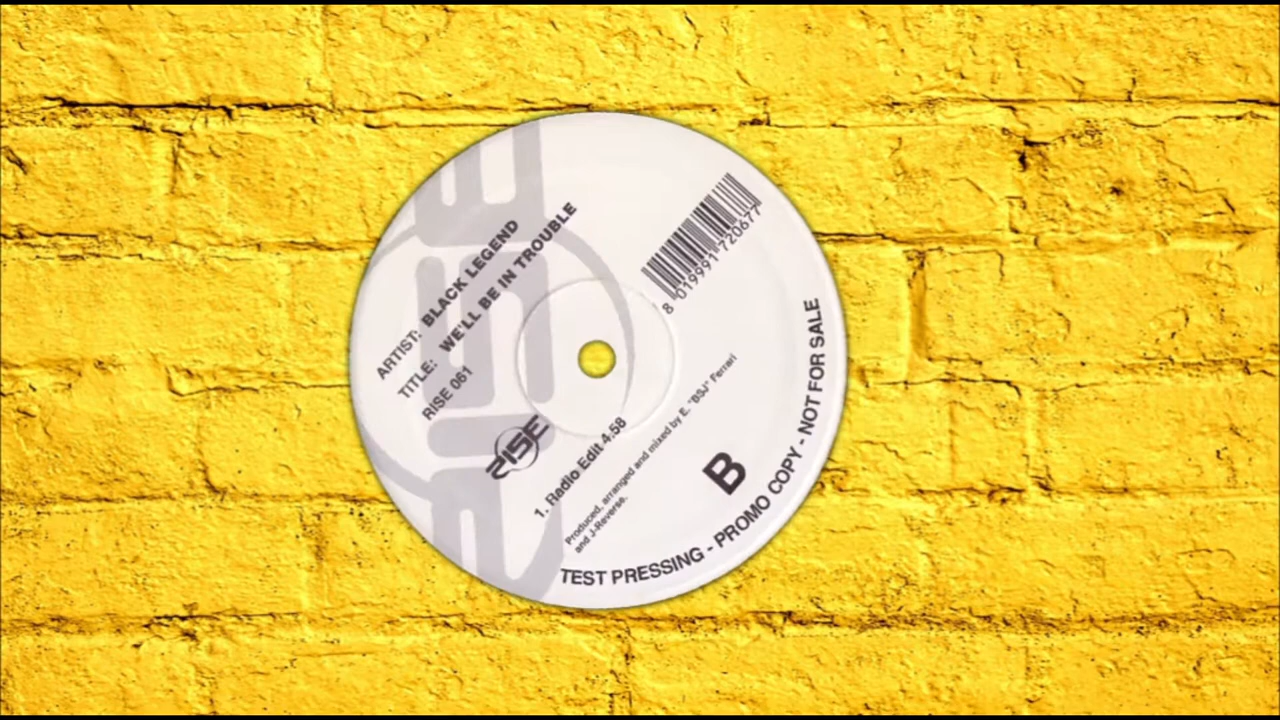 ARTIST: BLACK LEGEND
TITLE: WE'LL BE IN TROUBLE
RISE 061
RISE
8 019991 720677
1. Radio Edit 4.58
Produced, arranged and mixed by E. "BSJ" Ferrari
and J-Reverse.
B
TEST PRESSING - PROMO COPY - NOT FOR SALE